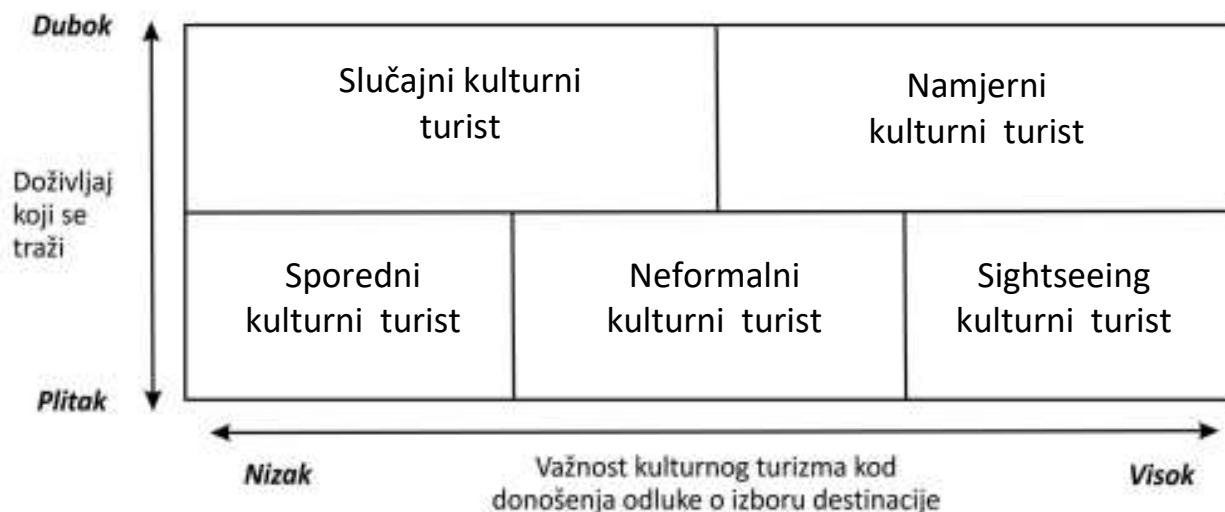 Dubok
Slučajni kulturni
turist
Namjerni
kulturni turist
Doživljaj
koji se
traži
Sporedni
kulturni turist
Neformalni
kulturni turist
Sightseeing
kulturni turist
Plitak
Nizak
Važnost kulturnog turizma kod
donošenja odluke o izboru destinacije
Visok